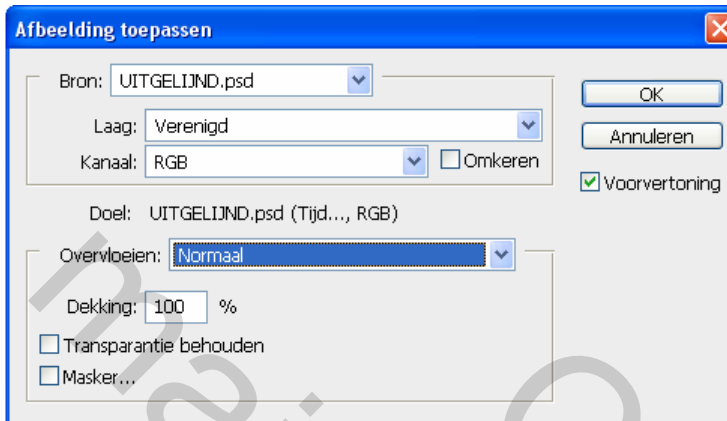 Afbeelding toepassen
Bron: UITGELIJND.psd
Laag: Verenigd
Kanaal: RGB
Omkeren
OK
Annuleren
Voorvertoning
Doel: UITGELIJND.psd (Tijd..., RGB)
Overvloeien: Normaal
Dekking: 100 %
Transparantie behouden
Masker...